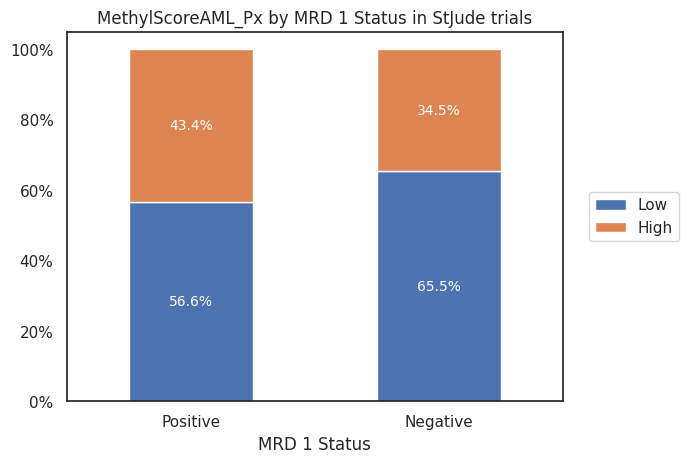 MethylScoreAML_Px by MRD 1 Status in StJude trials
100%
80%
60%
40%
20%
0%
43.4%
34.5%
56.6%
65.5%
Low
High
Positive
Negative
MRD 1 Status